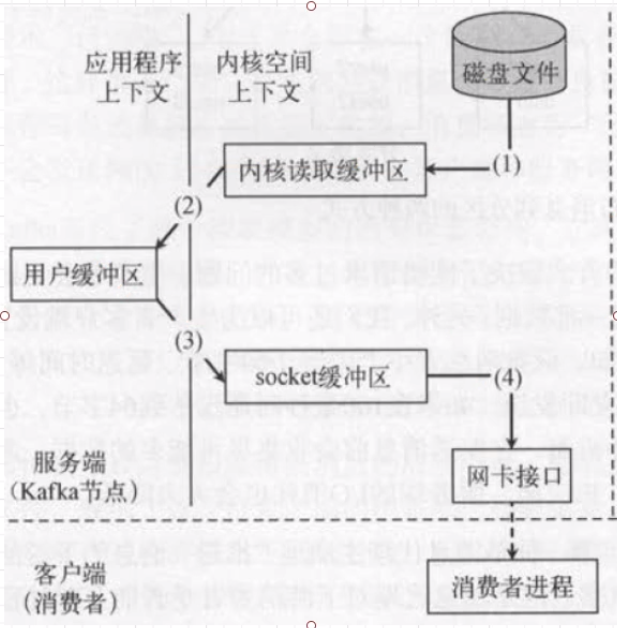 应用程序
上下文
内核空间
上下文
磁盘文件
(1)
内核读取缓冲区
(2)
用户缓冲区
(3)
socket缓冲区
(4)
服务端
(Kafka节点)
网卡接口
客户端
(消费者)
消费者进程